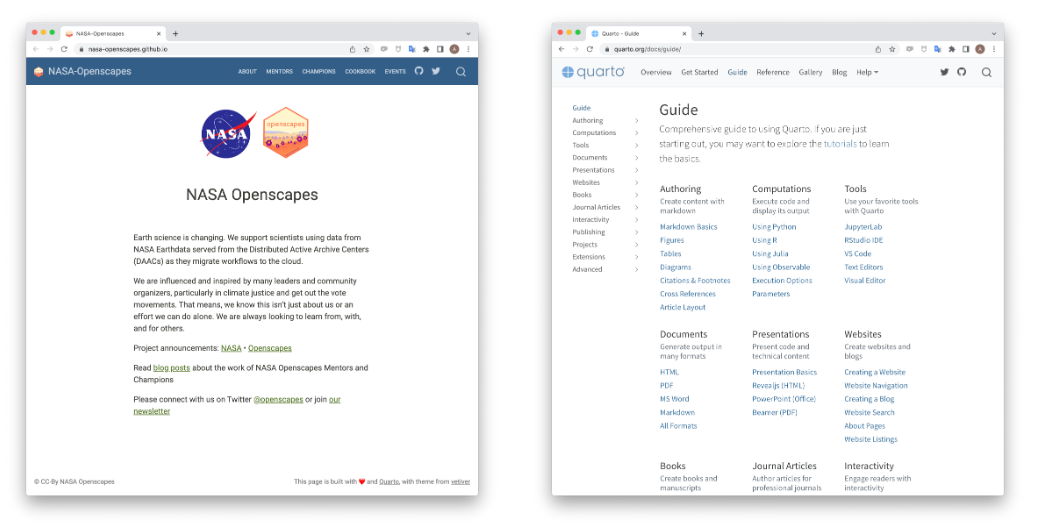 NASA-Openscapes
nasa-openscapes.github.io
NASA-Openscapes
ABOUT MENTORS CHAMPIONS COOKBOOK EVENTS
NASA
openscapes
NASA Openscapes
Earth science is changing. We support scientists using data from
NASA Earthdata served from the Distributed Active Archive Centers
(DAACs) as they migrate workflows to the cloud.
We are influenced and inspired by many leaders and community
organizers, particularly in climate justice and get out the vote
movements. That means, we know this isn't just about us or an
effort we can do alone. We are always looking to learn from, with,
and for others.
Project announcements: NASA • Openscapes
Read blog posts about the work of NASA Openscapes Mentors and
Champions
Please connect with us on Twitter @openscapes or join our
newsletter
© CC-By NASA Openscapes
This page is built with ❤ and Quarto, with theme from vetiver
Quarto - Guide
quarto.org/docs/guide/
quarto
Overview Get Started Guide Reference Gallery Blog Help
Guide
Authoring
Computations
Tools
Documents
Presentations
Websites
Books
Journal Articles
Interactivity
Publishing
Projects
Extensions
Advanced
Guide
Comprehensive guide to using Quarto. If you are just
starting out, you may want to explore the tutorials to learn
the basics.
Authoring
Create content with
markdown
Markdown Basics
Figures
Tables
Diagrams
Citations & Footnotes
Cross References
Article Layout
Computations
Execute code and
display its output
Using Python
Using R
Using Julia
Using Observable
Execution Options
Parameters
Tools
Use your favorite tools
with Quarto
JupyterLab
RStudio IDE
VS Code
Text Editors
Visual Editor
Documents
Generate output in
many formats
HTML
PDF
MS Word
Markdown
All Formats
Presentations
Present code and
technical content
Presentation Basics
Revealjs (HTML)
PowerPoint (Office)
Beamer (PDF)
Websites
Create websites and
blogs
Creating a Website
Website Navigation
Creating a Blog
Website Search
About Pages
Website Listings
Books
Create books and
manuscripts
Journal Articles
Author articles for
professional journals
Interactivity
Engage readers with
interactivity